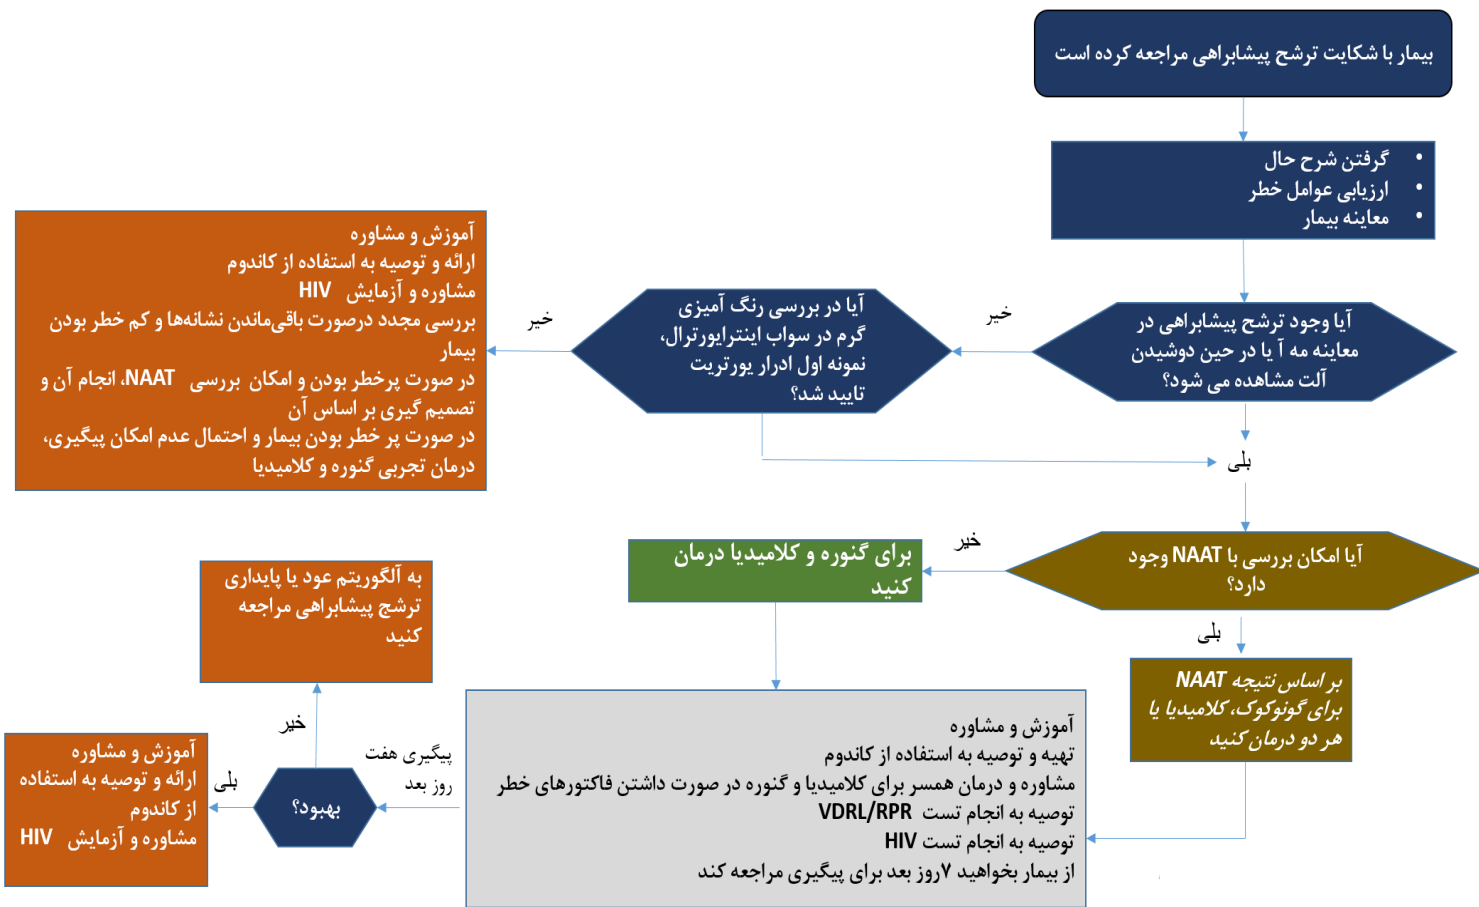 بیمار با شکایت ترشح پیشابراهی مراجعه کرده است
• گرفتن شرح حال
• ارزیابی عوامل خطر
• معاینه بیمار
آیا وجود ترشح پیشابراهی در
معاینه مه آ یا در حین دوشیدن
آلت مشاهده می شود؟
خیر
آیا در بررسی رنگ آمیزی
گرم در سواب اینترایورترال،
نمونه اول ادرار یورتریت
تایید شد؟
خیر
آموزش و مشاوره
ارائه و توصیه به استفاده از کاندوم
مشاوره و آزمایش HIV
بررسی مجدد درصورت باقی‌ماندن نشانه‌ها و کم خطر بودن
بیمار
در صورت پرخطر بودن و امکان بررسی NAAT، انجام آن و
تصمیم گیری بر اساس آن
در صورت پر خطر بودن بیمار و احتمال عدم امکان پیگیری،
درمان تجربی گنوره و کلامیدیا
بلی
آیا امکان بررسی با NAAT وجود
دارد؟
خیر
برای گنوره و کلامیدیا درمان
کنید
بلی
بر اساس نتیجه NAAT
برای گونوکوک، کلامیدیا یا
هر دو درمان کنید
آموزش و مشاوره
تهیه و توصیه به استفاده از کاندوم
مشاوره و درمان همسر برای کلامیدیا و گنوره در صورت داشتن فاکتورهای خطر
توصیه به انجام تست VDRL/RPR
توصیه به انجام تست HIV
از بیمار بخواهید ۷روز بعد برای پیگیری مراجعه کند
پیگیری هفت
روز بعد
بهبود؟
خیر
به آلگوریتم عود یا پایداری
ترشح پیشابراهی مراجعه
کنید
بلی
آموزش و مشاوره
ارائه و توصیه به استفاده
از کاندوم
مشاوره و آزمایش HIV